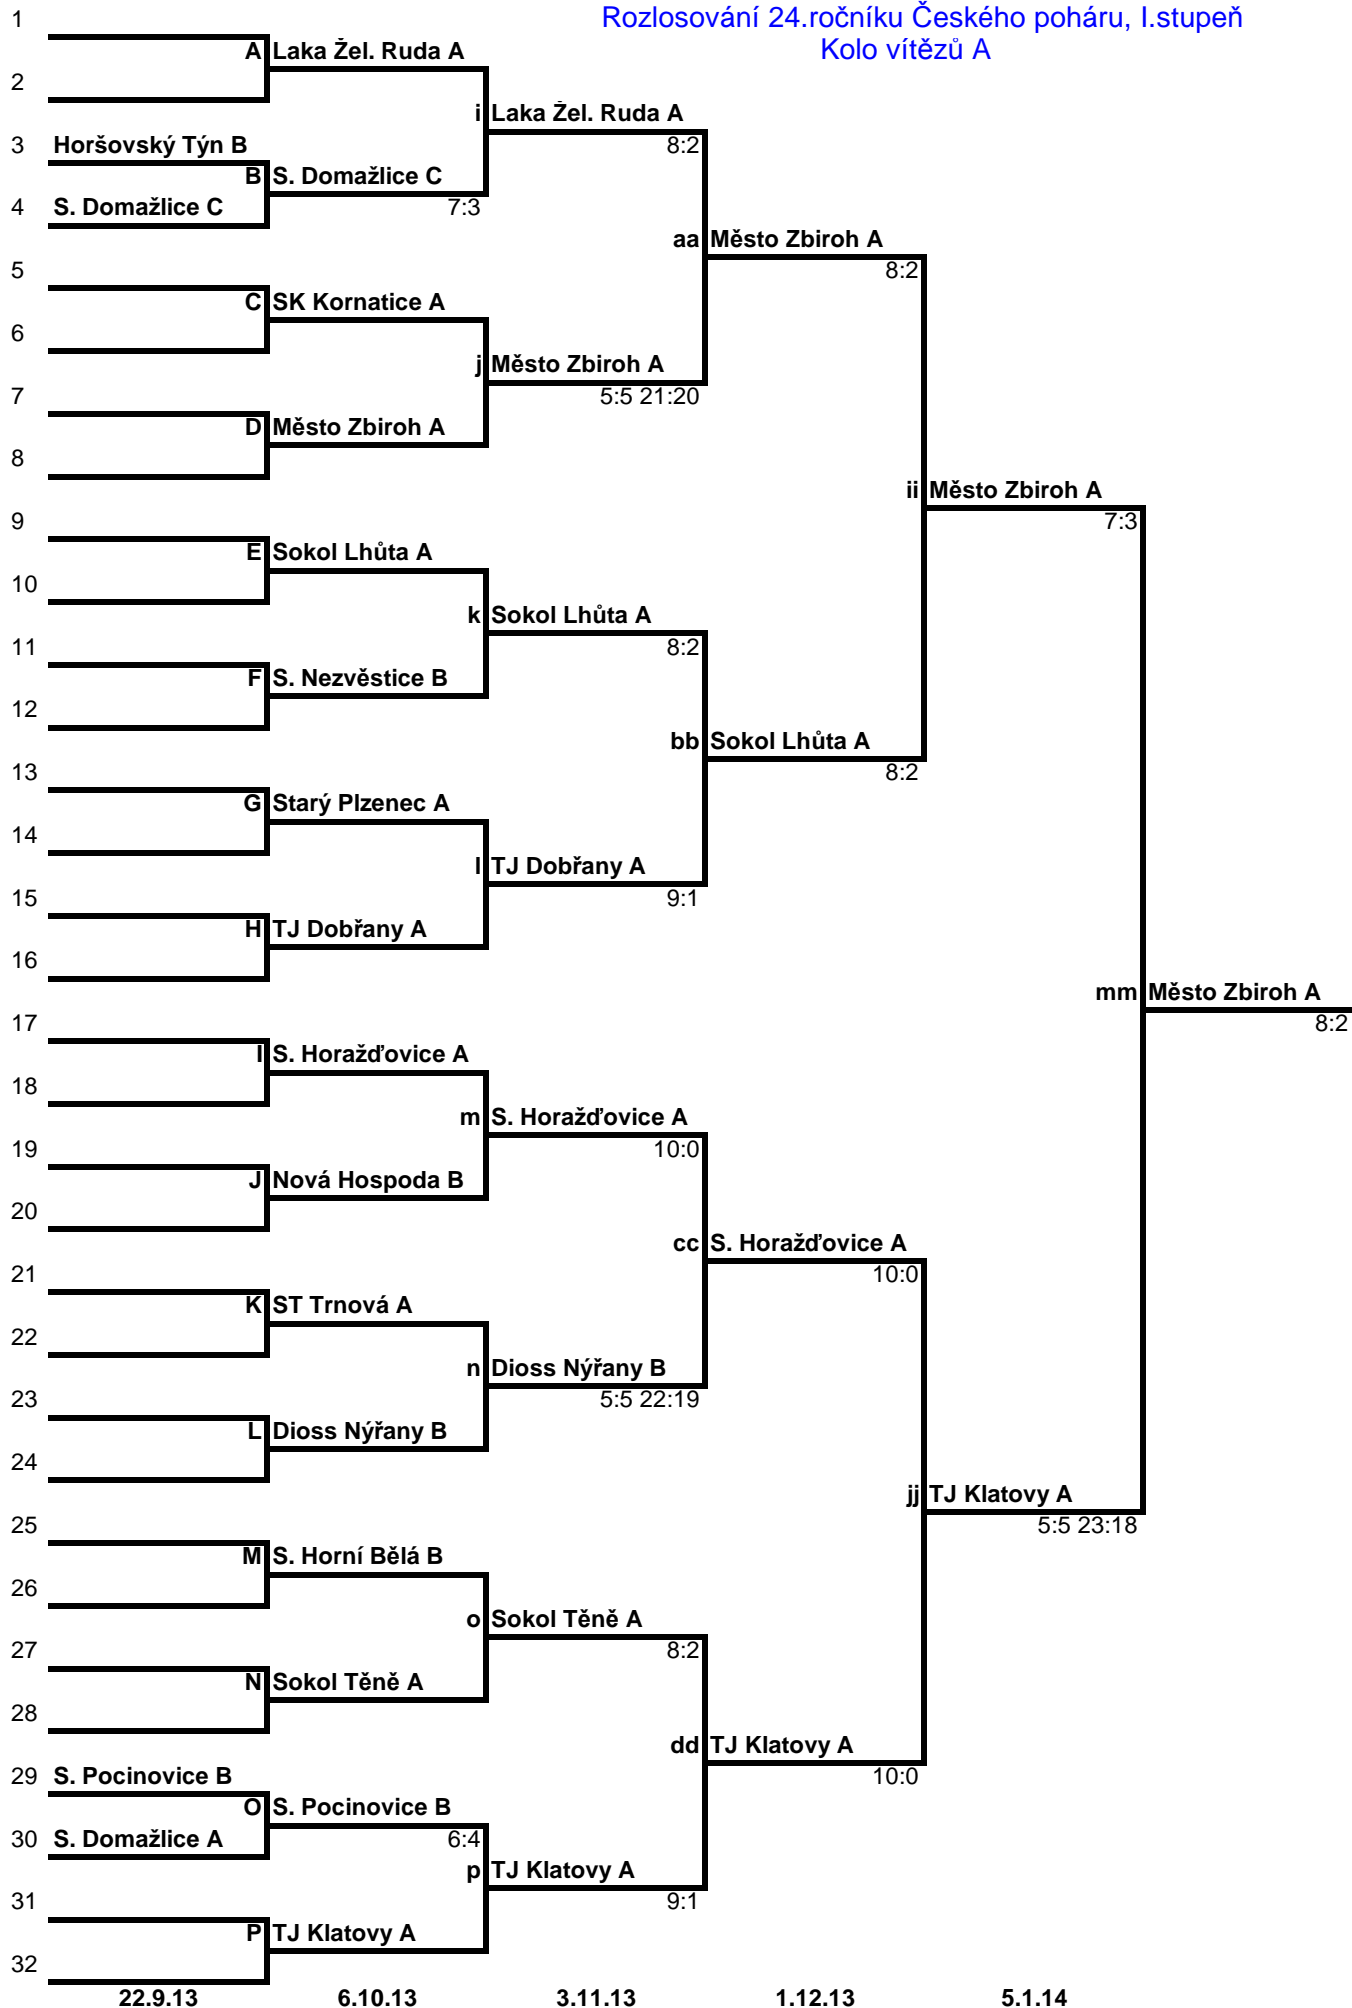 Rozlosování 24.ročníku Českého poháru, I.stupeň
Kolo vítězů A
1
A Laka Žel. Ruda A
2
i Laka Žel. Ruda A
3 Horšovský Týn B
8:2
B S. Domažlice C
4 S. Domažlice C
7:3
aa Město Zbiroh A
5
8:2
C SK Kornatice A
6
j Město Zbiroh A
7
5:5 21:20
D Město Zbiroh A
8
ii Město Zbiroh A
9
7:3
E Sokol Lhůta A
10
k Sokol Lhůta A
11
8:2
F S. Nezvěstice B
12
bb Sokol Lhůta A
13
8:2
G Starý Plzenec A
14
l TJ Dobřany A
15
9:1
H TJ Dobřany A
16
mm Město Zbiroh A
17
8:2
I S. Horažďovice A
18
m S. Horažďovice A
19
10:0
J Nová Hospoda B
20
cc S. Horažďovice A
21
10:0
K ST Trnová A
22
n Dioss Nýřany B
23
5:5 22:19
L Dioss Nýřany B
24
jj TJ Klatovy A
25
5:5 23:18
M S. Horní Bělá B
26
o Sokol Těně A
27
8:2
N Sokol Těně A
28
dd TJ Klatovy A
29 S. Pocinovice B
10:0
O S. Pocinovice B
30 S. Domažlice A
6:4
p TJ Klatovy A
31
9:1
P TJ Klatovy A
32
22.9.13 6.10.13 3.11.13 1.12.13 5.1.14